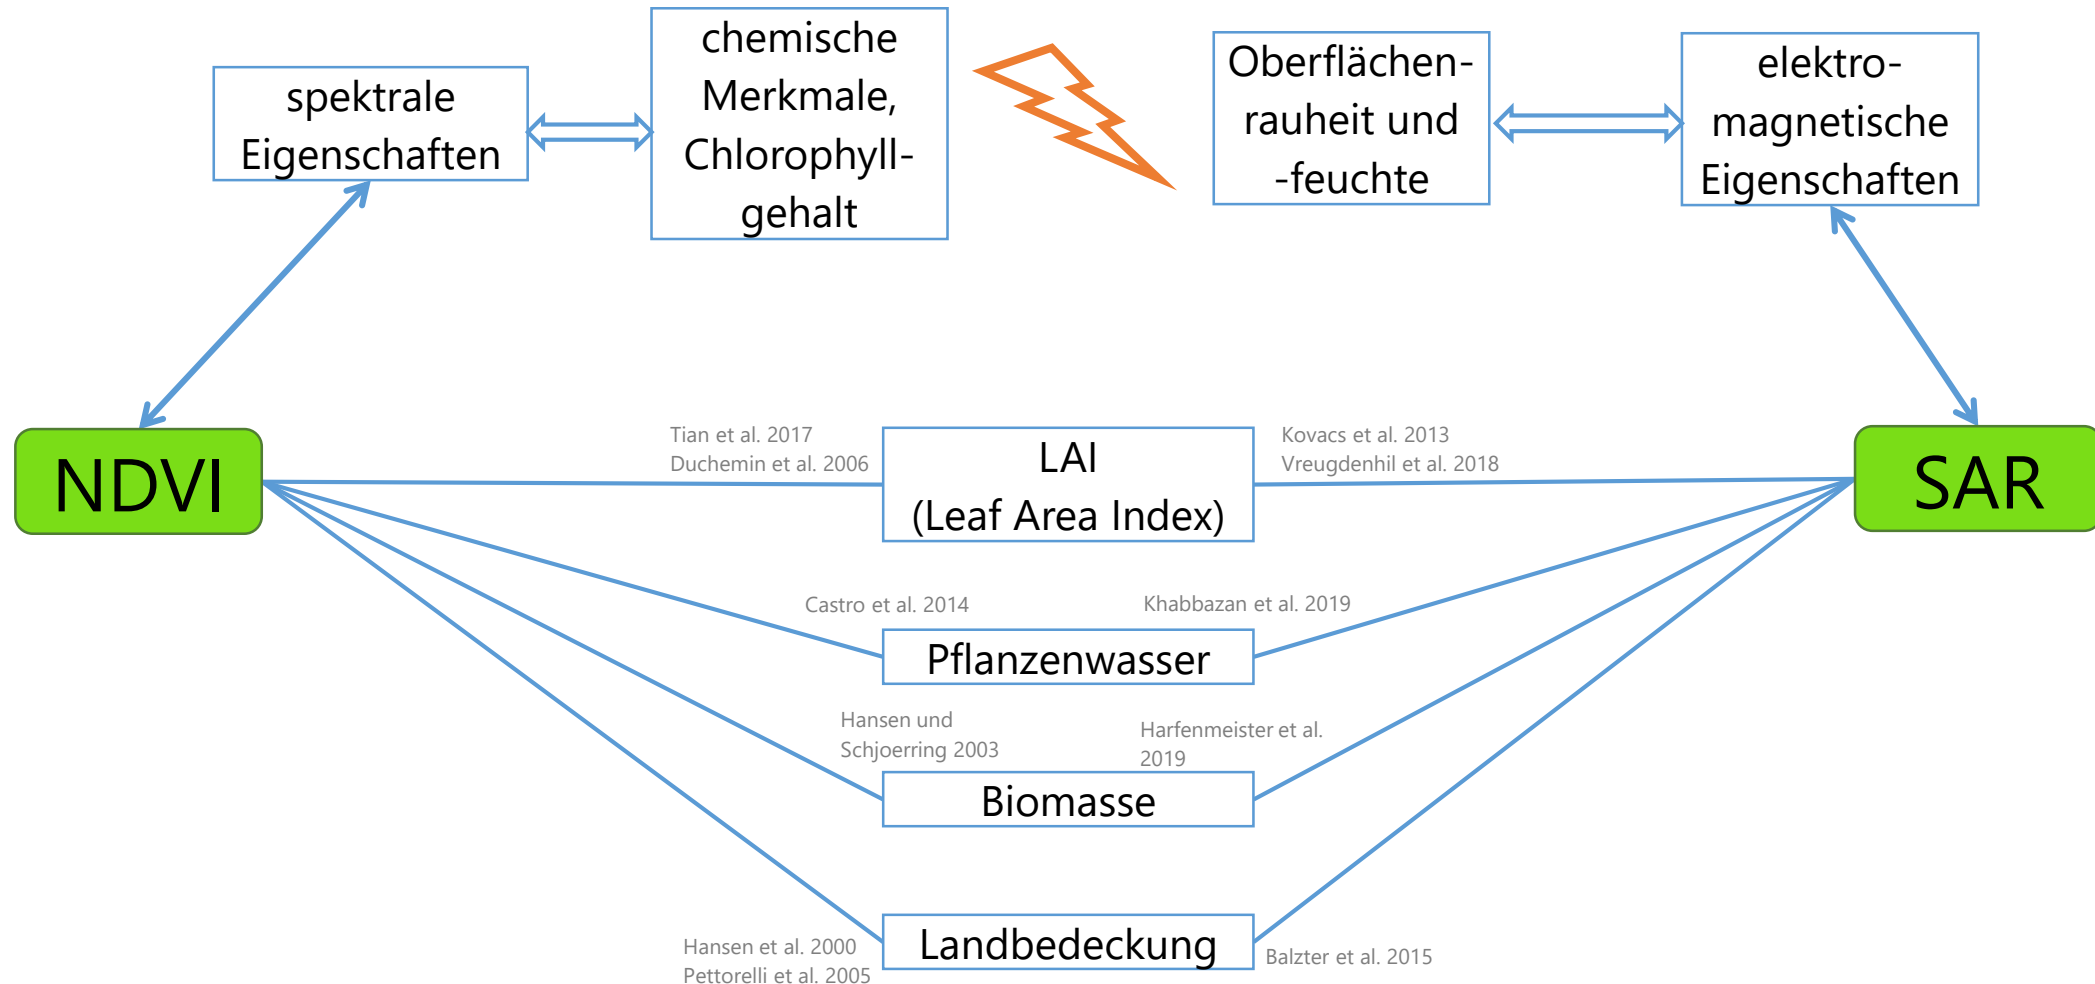 spektrale
Eigenschaften
chemische
Merkmale,
Chlorophyll-
gehalt
Oberflächen-
rauheit und
-feuchte
elektro-
magnetische
Eigenschaften
NDVI
Tian et al. 2017
Duchemin et al. 2006
LAI
(Leaf Area Index)
Kovacs et al. 2013
Vreugdenhil et al. 2018
SAR
Castro et al. 2014
Khabbazan et al. 2019
Pflanzenwasser
Hansen und
Schjoerring 2003
Harfenmeister et al.
2019
Biomasse
Hansen et al. 2000
Pettorelli et al. 2005
Landbedeckung
Balzter et al. 2015